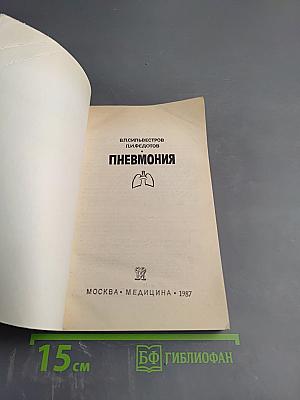 В.П.СИЛЬВЕСТРОВ
П.И.ФЕДОТОВ
•
ПНЕВМОНИЯ
МОСКВА • МЕДИЦИНА • 1987
15 см
БФ ГИБЛИОФАН